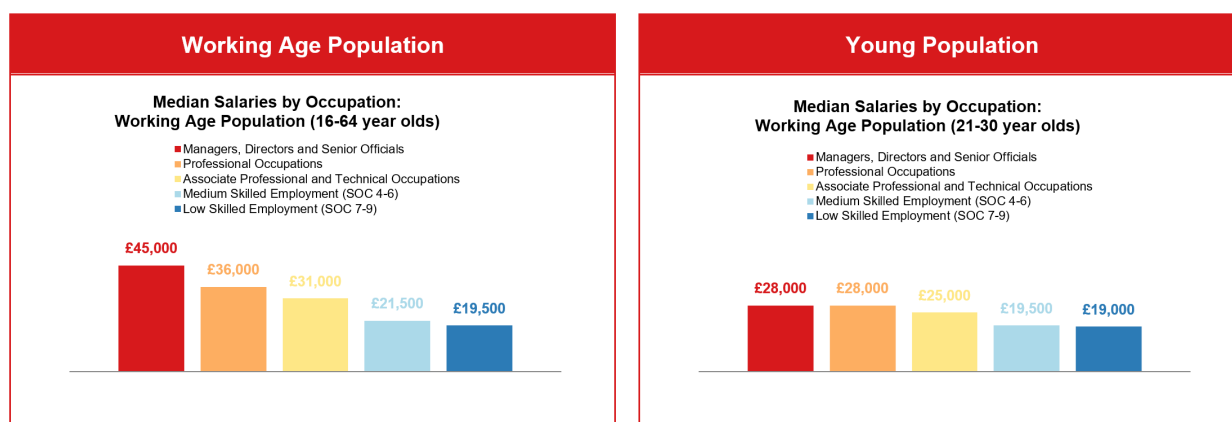 Working Age Population
Median Salaries by Occupation:
Working Age Population (16-64 year olds)
Managers, Directors and Senior Officials
Professional Occupations
Associate Professional and Technical Occupations
Medium Skilled Employment (SOC 4-6)
Low Skilled Employment (SOC 7-9)
£45,000
£36,000
£31,000
£21,500
£19,500
Young Population
Median Salaries by Occupation:
Working Age Population (21-30 year olds)
Managers, Directors and Senior Officials
Professional Occupations
Associate Professional and Technical Occupations
Medium Skilled Employment (SOC 4-6)
Low Skilled Employment (SOC 7-9)
£28,000
£28,000
£25,000
£19,500
£19,000